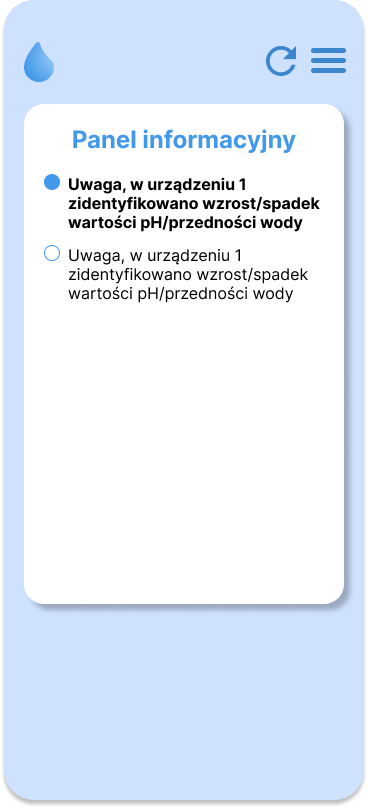 Panel informacyjny
Uwaga, w urządzeniu 1
zidentyfikowano wzrost/spadek
wartości pH/przedności wody
Uwaga, w urządzeniu 1
zidentyfikowano wzrost/spadek
wartości pH/przedności wody